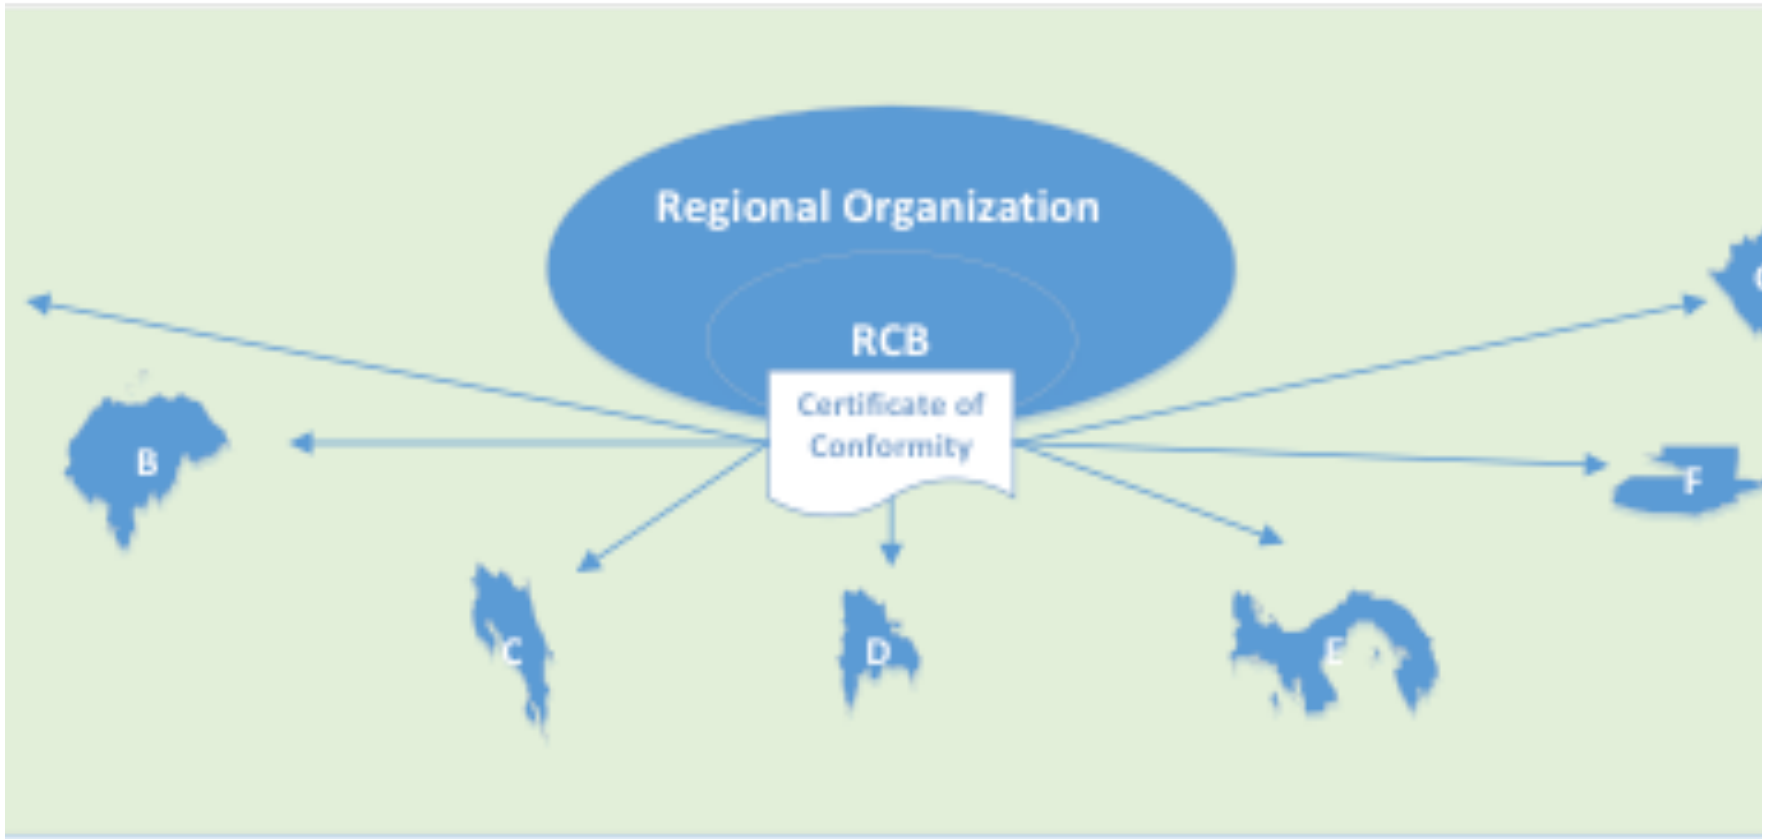 Regional Organization
RCB
Certificate of
Conformity
B
F
C
D
E